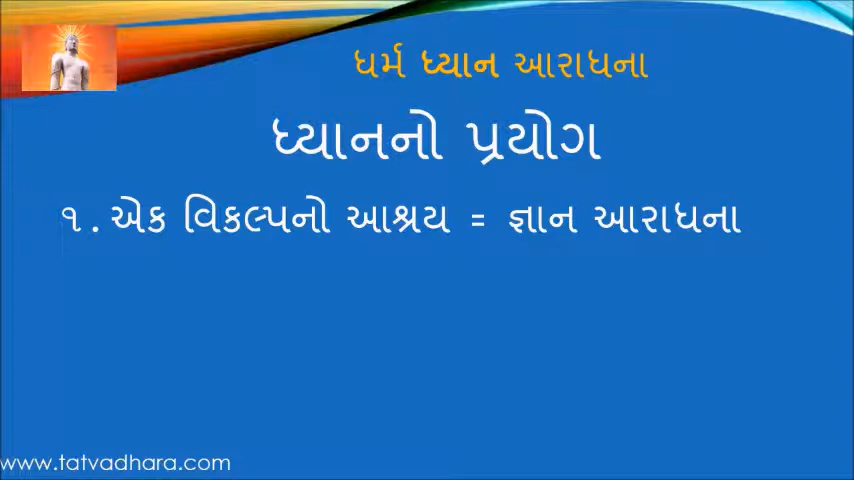 ધર્મ ધ્યાન આરાધના
ધ્યાનનો પ્રયોગ
૧. એક વિકલ્પનો આશ્રય = જ્ઞાન આરાધના
www.tatvadhara.com